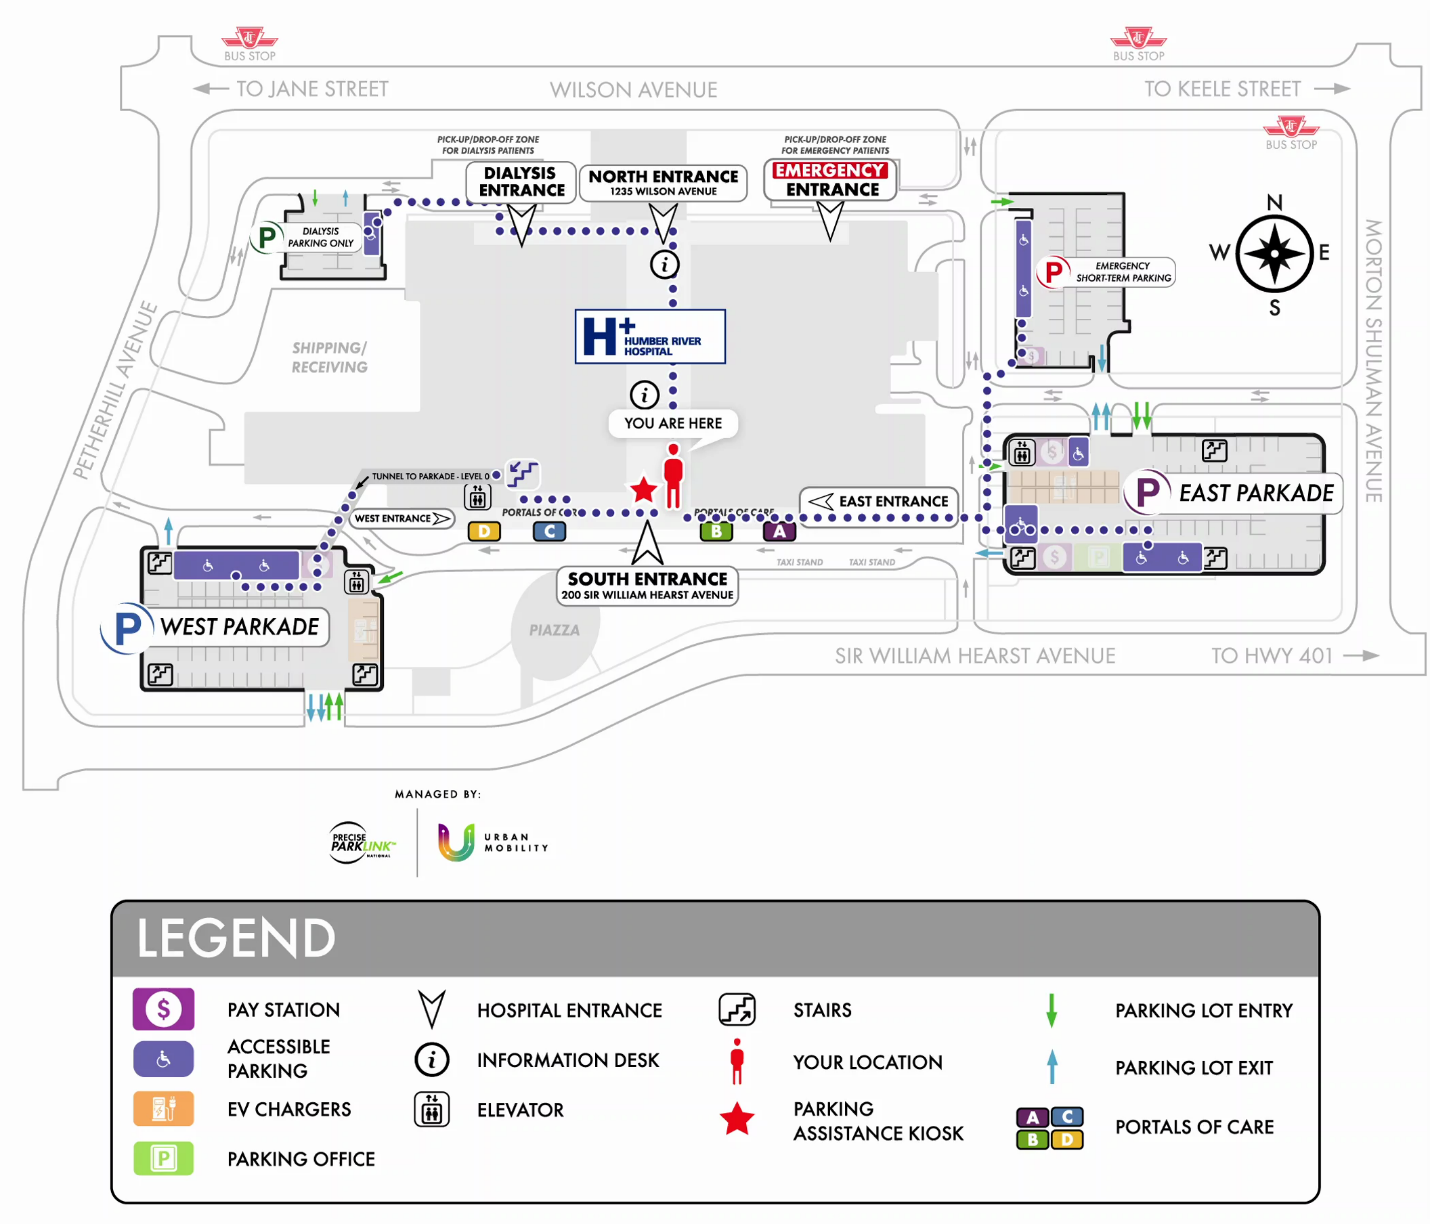 BUS STOP
BUS STOP
TO JANE STREET
WILSON AVENUE
TO KEELE STREET
BUS STOP
PICK-UP/DROP-OFF ZONE
FOR DIALYSIS PATIENTS
PICK-UP/DROP-OFF ZONE
FOR EMERGENCY PATIENTS
DIALYSIS
ENTRANCE
NORTH ENTRANCE
1235 WILSON AVENUE
EMERGENCY
ENTRANCE
P
DIALYSIS
PARKING ONLY
N
W
E
S
P
EMERGENCY
SHORT-TERM PARKING
i
H+
HUMBER RIVER
HOSPITAL
SHIPPING/
RECEIVING
PETHERHILL AVENUE
MORTON SHULMAN AVENUE
i
YOU ARE HERE
TUNNEL TO PARKADE - LEVEL 0
WEST ENTRANCE
PORTALS OF CAR
D
C
PORTALS OF CARE
B
A
EAST ENTRANCE
$
P
EAST PARKADE
$
P
TAXI STAND
TAXI STAND
SOUTH ENTRANCE
200 SIR WILLIAM HEARST AVENUE
P
WEST PARKADE
PIAZZA
SIR WILLIAM HEARST AVENUE
TO HWY 401
MANAGED BY:
PRECISE
PARKLINK™
NATIONAL
URBAN
MOBILITY
LEGEND
$
PAY STATION
ACCESSIBLE
PARKING
EV CHARGERS
P
PARKING OFFICE
HOSPITAL ENTRANCE
i
INFORMATION DESK
ELEVATOR
STAIRS
YOUR LOCATION
PARKING
ASSISTANCE KIOSK
PARKING LOT ENTRY
PARKING LOT EXIT
A C
B D
PORTALS OF CARE